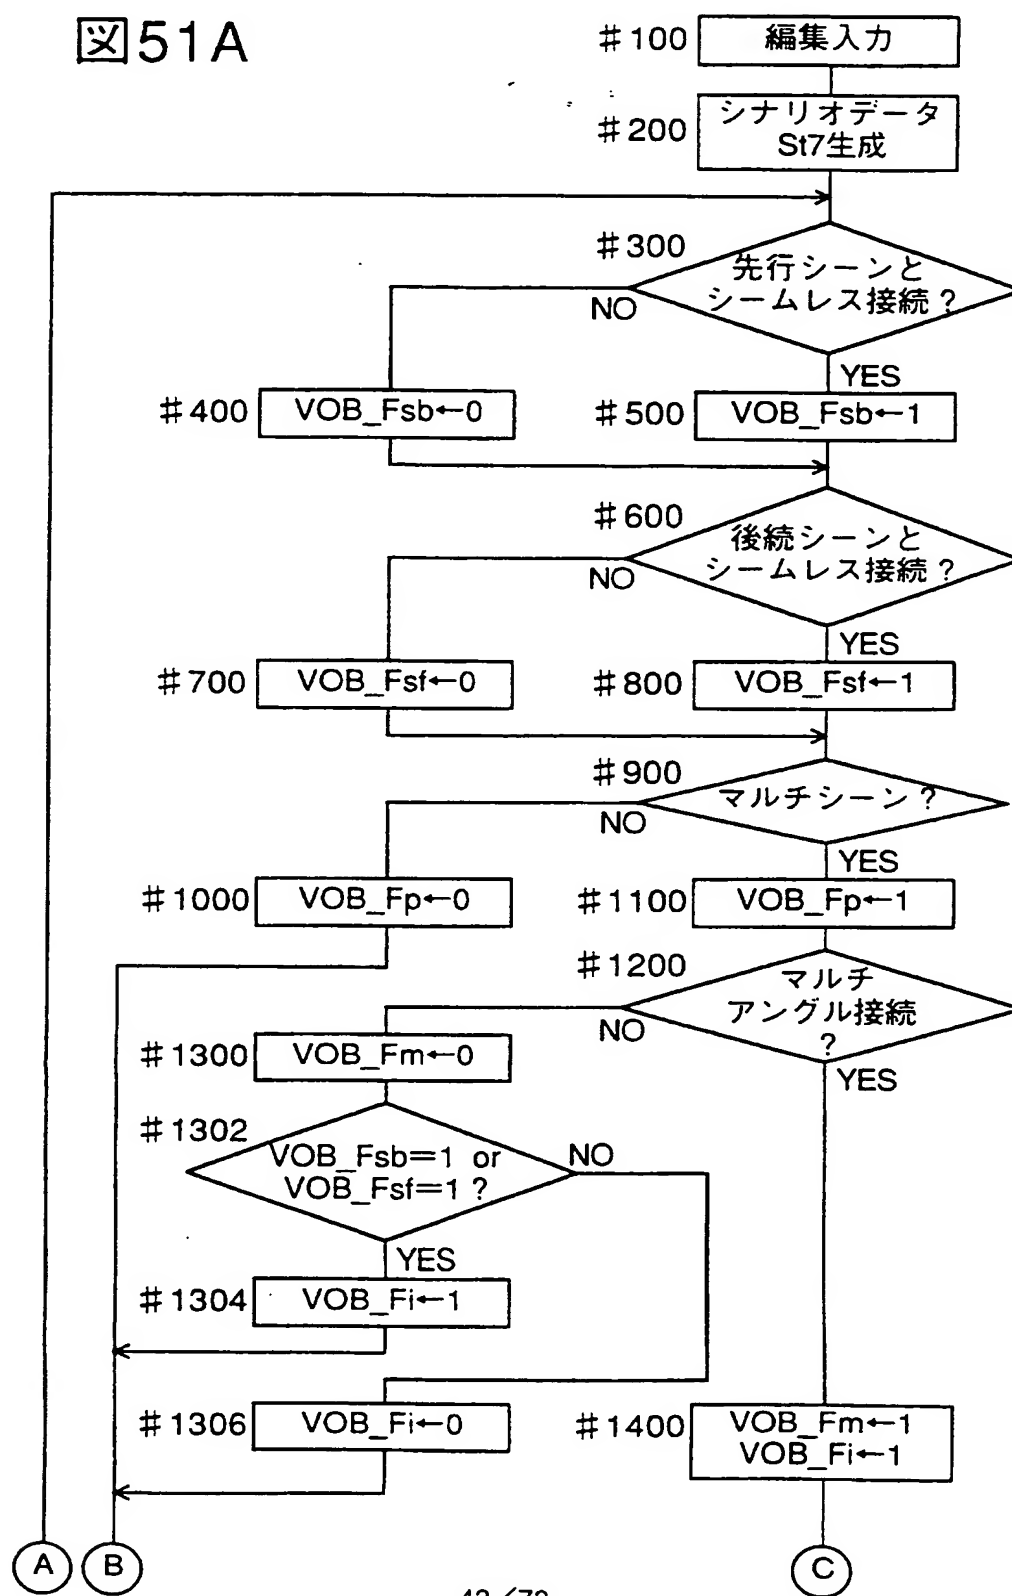 図51A
#100 編集入力
#200 シナリオデータ
St7生成
#300 先行シーンと
シームレス接続?
NO
YES
#400 VOB_Fsb←0
#500 VOB_Fsb←1
#600 後続シーンと
シームレス接続?
NO
YES
#700 VOB_Fsf←0
#800 VOB_Fsf←1
#900 マルチシーン?
NO
YES
#1000 VOB_Fp←0
#1100 VOB_Fp←1
#1200 マルチ
アングル接続
?
NO
YES
#1300 VOB_Fm←0
#1302 VOB_Fsb=1 or
VOB_Fsf=1 ?
NO
YES
#1304 VOB_Fi←1
#1306 VOB_Fi←0
#1400 VOB_Fm←1
VOB_Fi←1
A B C